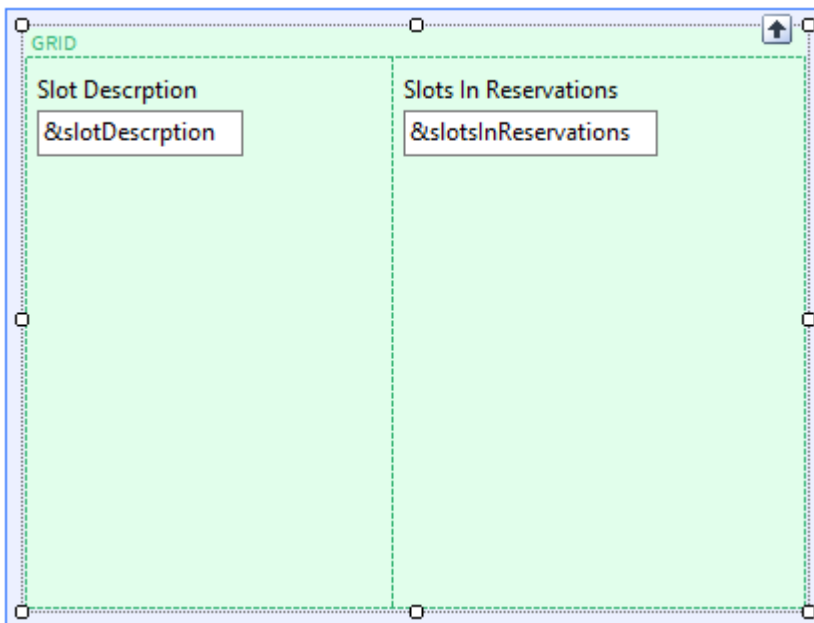 GRID
Slot Descrption
Slots In Reservations
&slotDescrption
&slotsInReservations